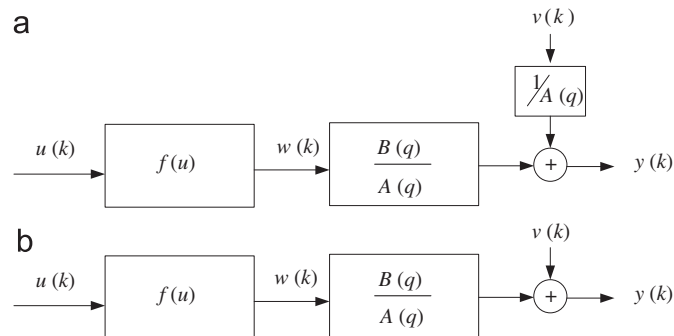 a
v(k)
1/A(q)
u(k)
f(u)
w(k)
B(q)
A(q)
+
y(k)
b
v(k)
u(k)
f(u)
w(k)
B(q)
A(q)
+
y(k)